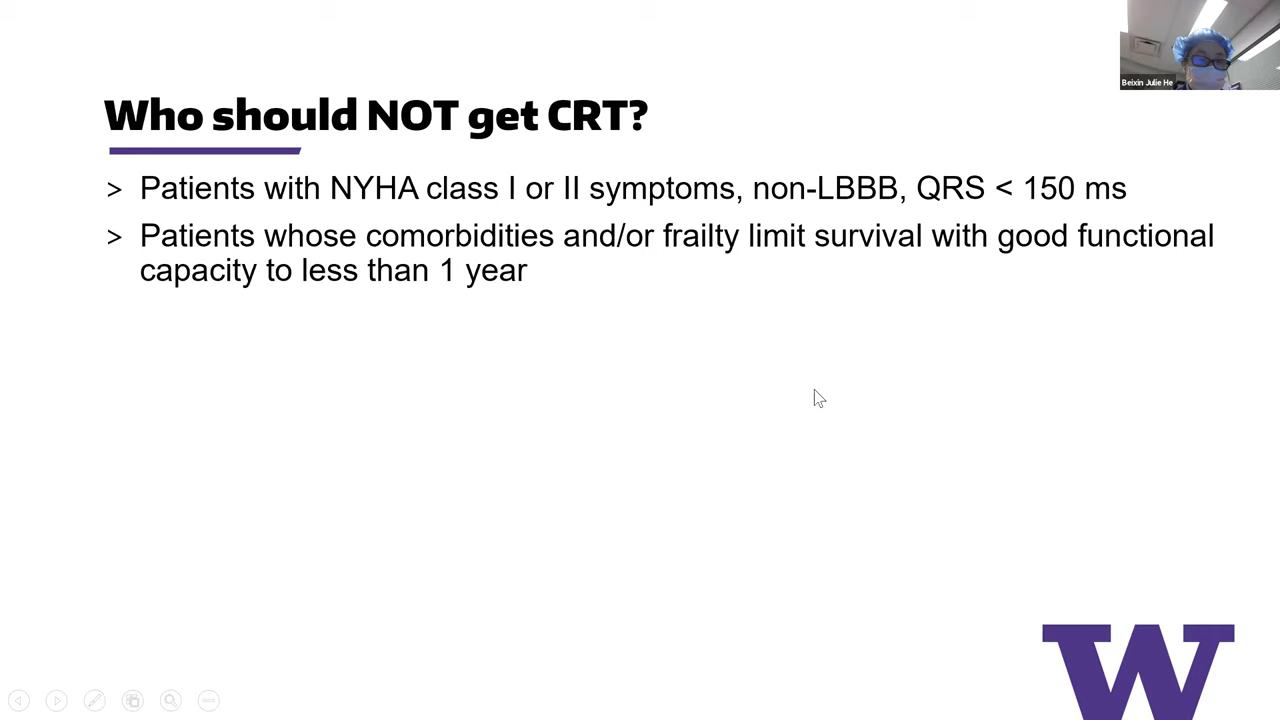 Beixin Julie He
Who should NOT get CRT?
> Patients with NYHA class I or II symptoms, non-LBBB, QRS < 150 ms
> Patients whose comorbidities and/or frailty limit survival with good functional
capacity to less than 1 year
W